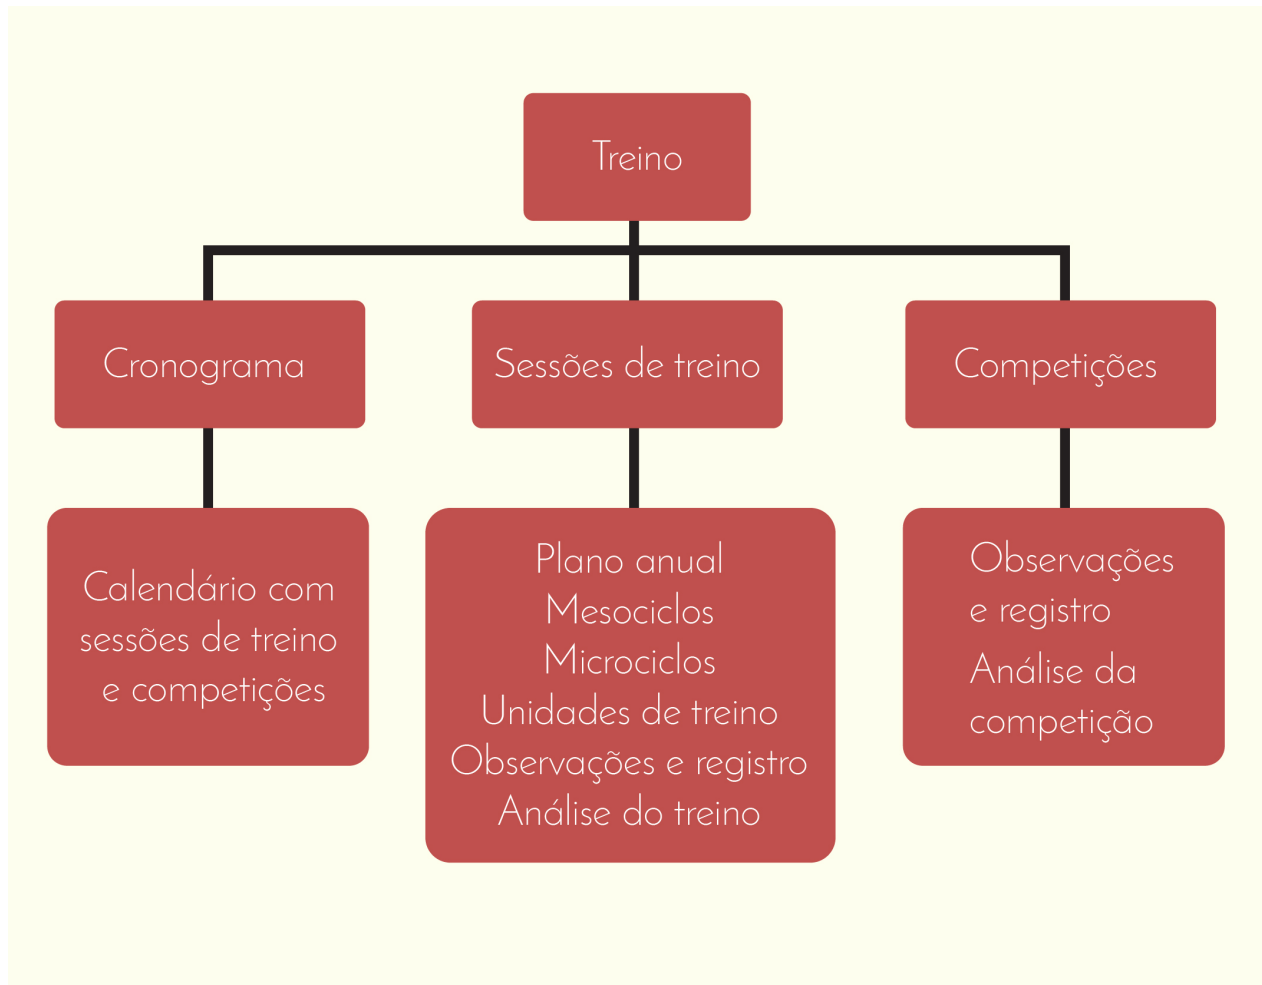 Treino
Cronograma
Sessões de treino
Competições
Calendário com
sessões de treino
e competições
Plano anual
Mesociclos
Microciclos
Unidades de treino
Observações e registro
Análise do treino
Observações
e registro
Análise da
competição